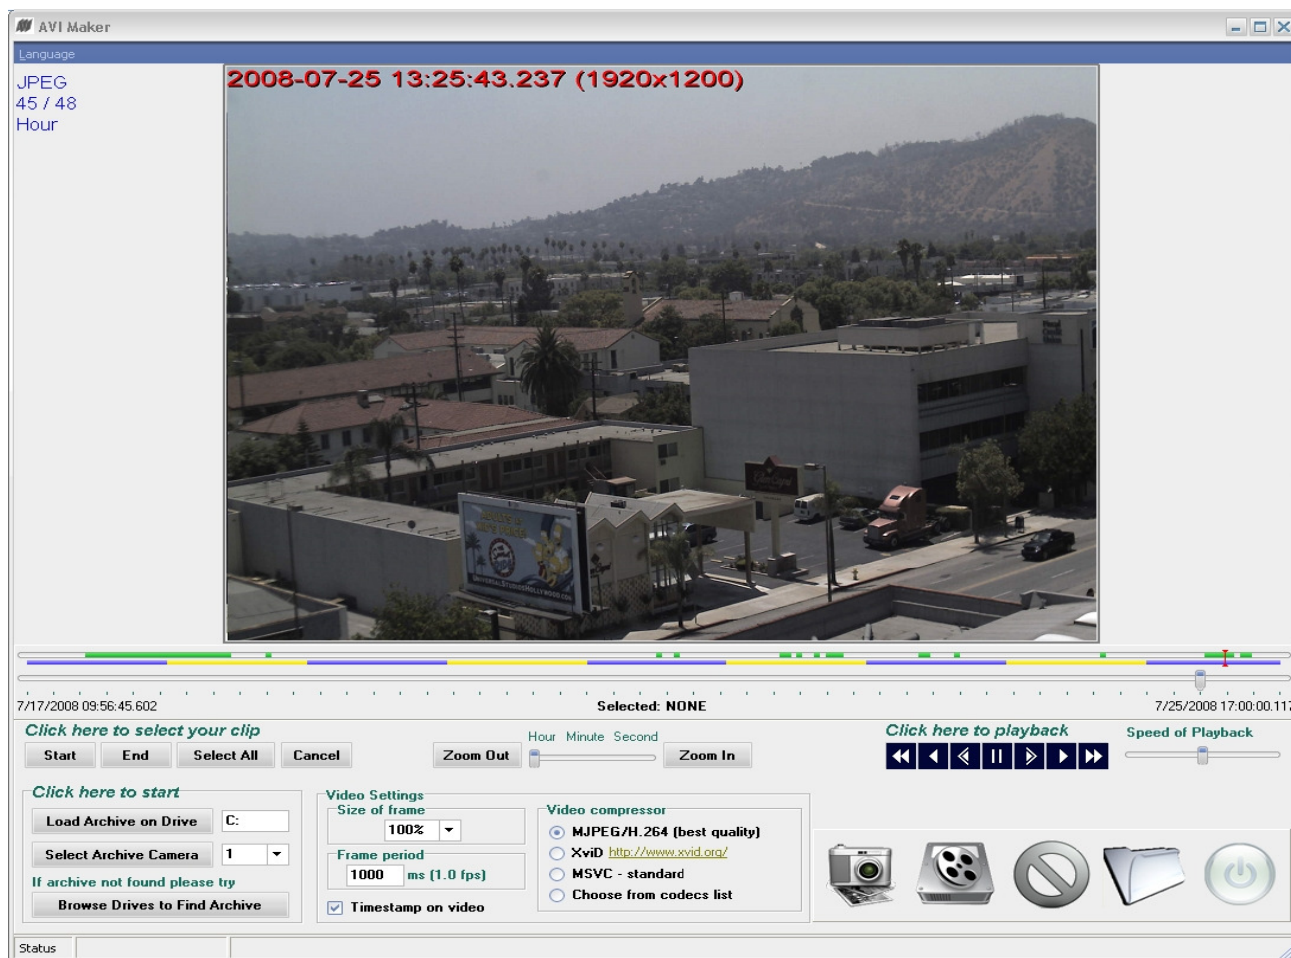 AVI Maker
Language
JPEG
45 / 48
Hour
2008-07-25 13:25:43.237 (1920x1200)
UNIVERSALSTUDIOSHOLLYWOOD.COM
7/17/2008 09:56:45.602
Selected: NONE
7/25/2008 17:00:00.117
Click here to select your clip
Start
End
Select All
Cancel
Hour Minute Second
Zoom Out
Zoom In
Click here to playback
Speed of Playback
Click here to start
Load Archive on Drive
C:
Select Archive Camera
1
If archive not found please try
Browse Drives to Find Archive
Video Settings
Size of frame
100%
Frame period
1000 ms (1.0 fps)
Timestamp on video
Video compressor
MJPEG/H.264 (best quality)
XviD http://www.xvid.org/
MSVC - standard
Choose from codecs list
Status